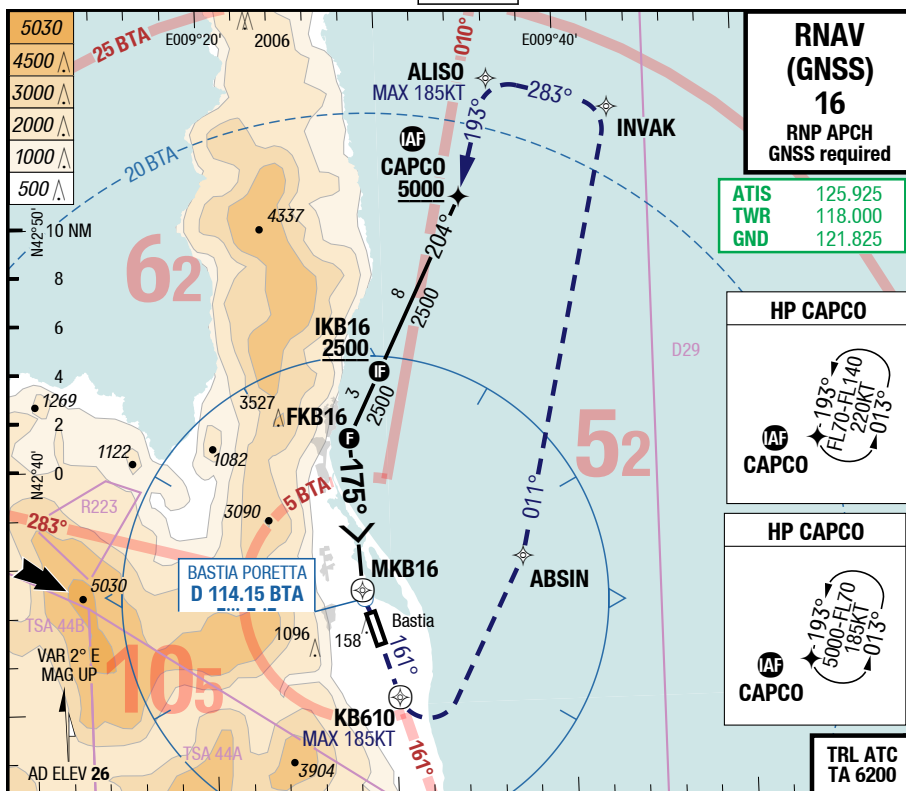 5030
4500
3000
2000
1000
500
E009°20'
2006
25 BTA
010°
E009°40'
ALISO
MAX 185KT
283°
INVAK
193°
RNAV
(GNSS)
16
RNP APCH
GNSS required
ATIS 125.925
TWR 118.000
GND 121.825
20 BTA
IAF
CAPCO
5000
204°
N42°50'
10 NM
8
6
4
2
0
4337
62
8
2500
IKB16
2500
IF
3
2500
D29
HP CAPCO
193°
FL70-FL140
220KT
013°
IAF
CAPCO
1269
3527
FKB16
F
52
1122
1082
N42°40'
R223
175°
011°
283°
3090
5 BTA
HP CAPCO
193°
5000-FL70
185KT
013°
IAF
CAPCO
MKB16
ABSIN
BASTIA PORETTA
D 114.15 BTA
5030
TSA 44B
Bastia
1096
158
161°
VAR 2° E
MAG UP
105
KB610
MAX 185KT
161°
TSA 44A
3904
AD ELEV 26
TRL ATC
TA 6200